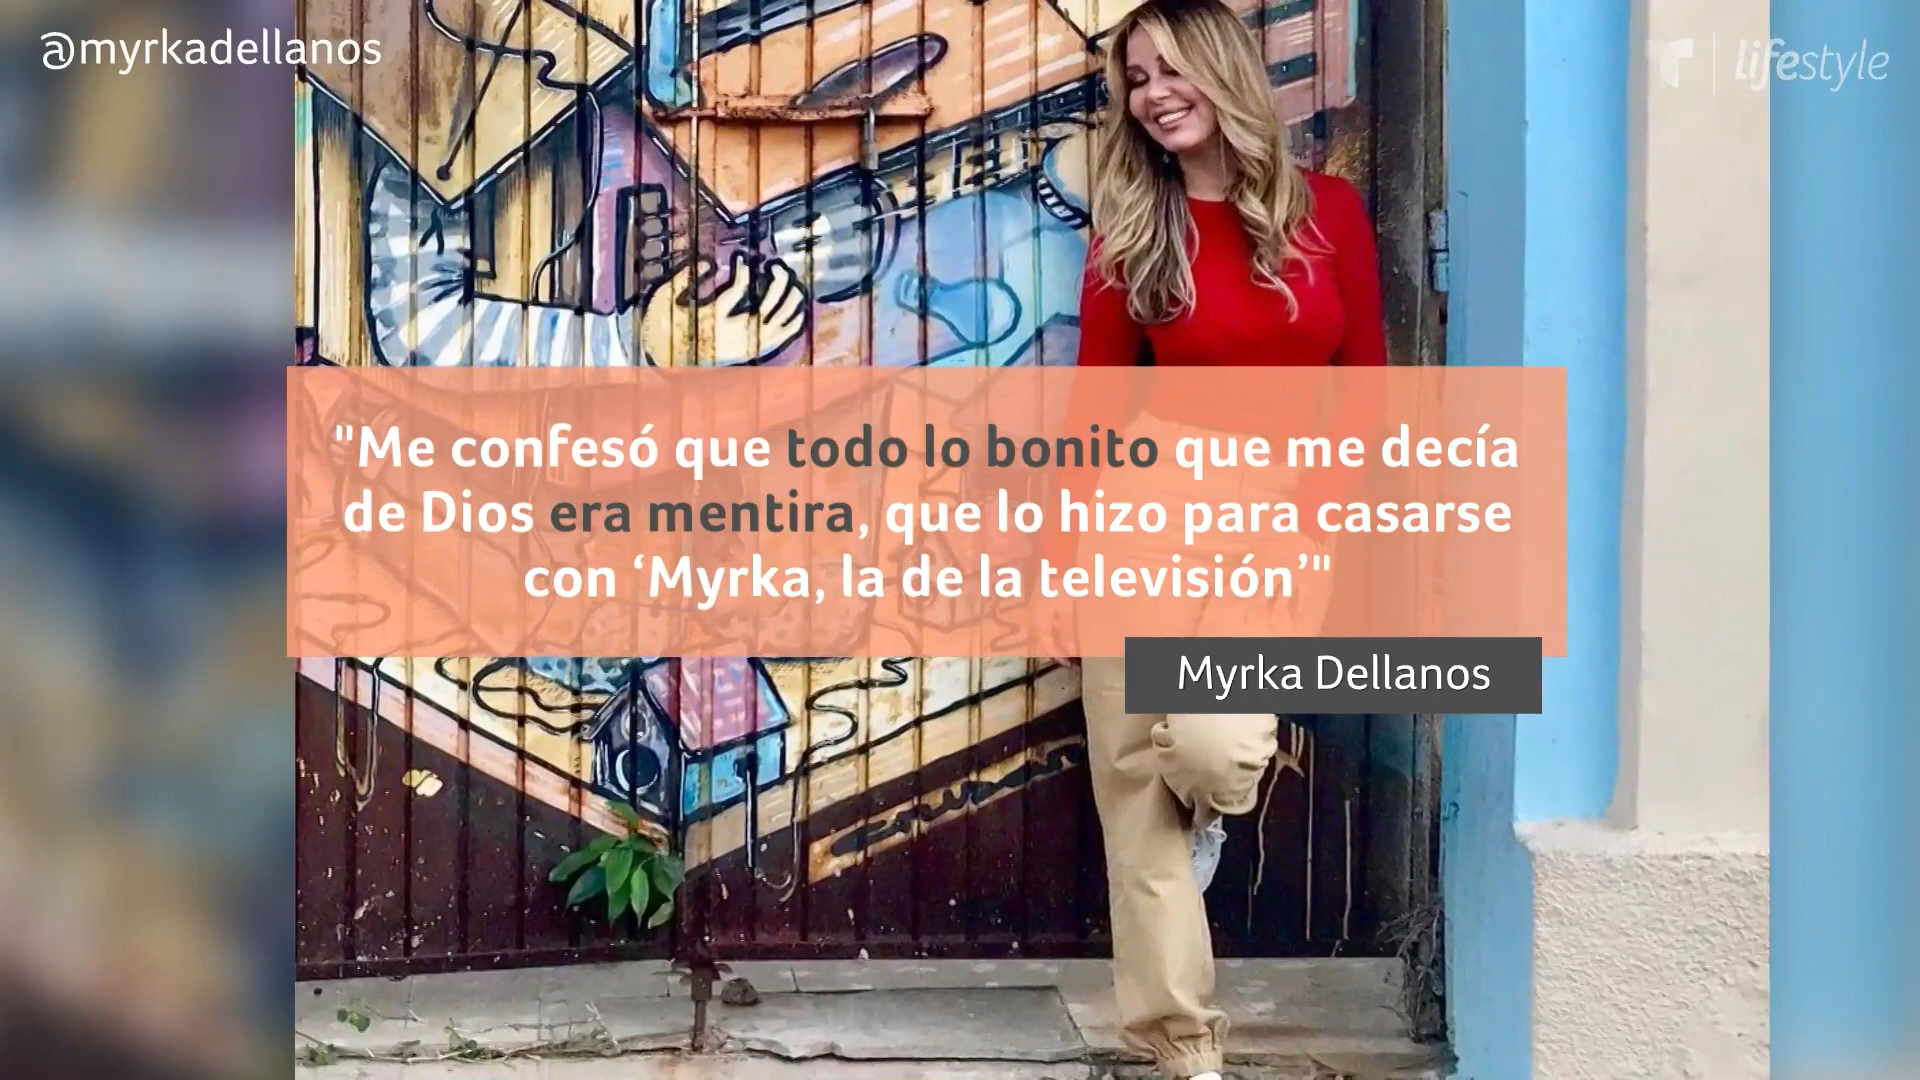 @myrkadellanos
lifestyle
"Me confesó que todo lo bonito que me decía
de Dios era mentira, que lo hizo para casarse
con ‘Myrka, la de la televisión’"
Myrka Dellanos